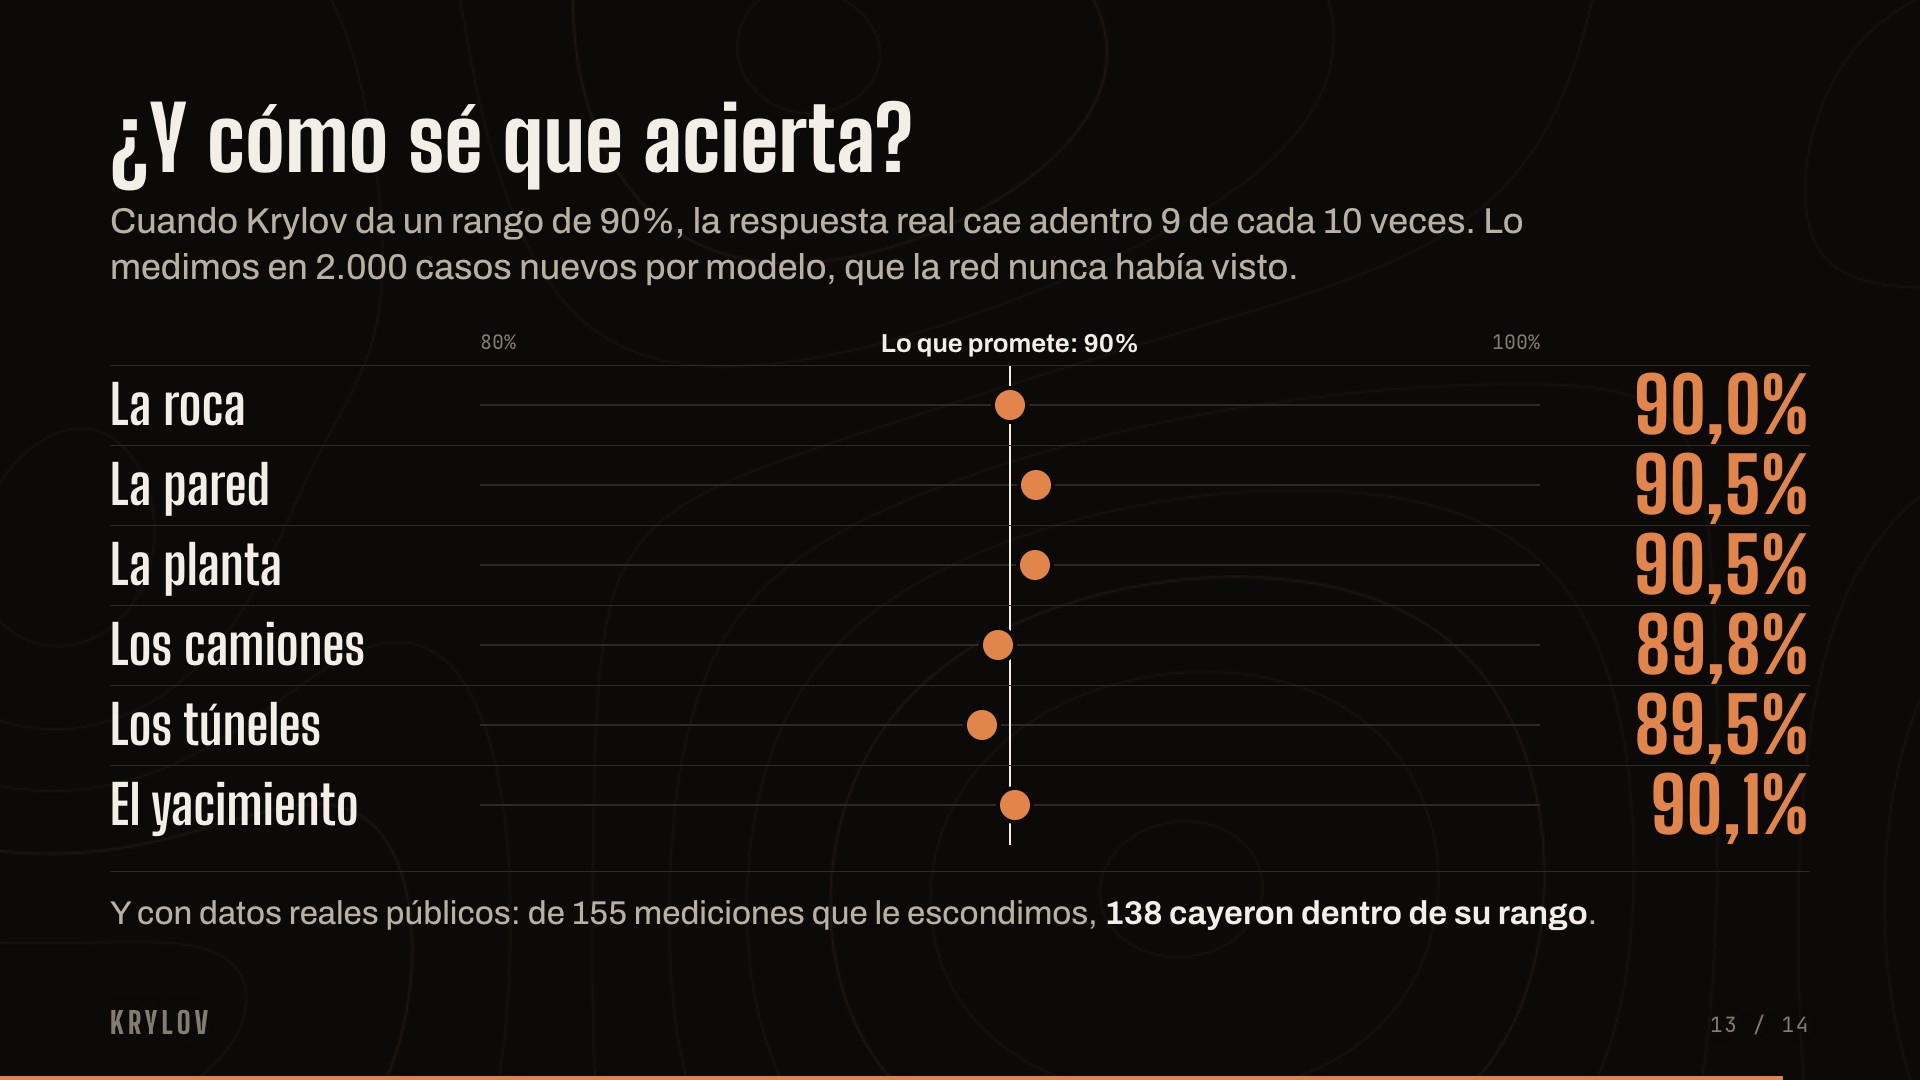 ¿Y cómo sé que acierta?
Cuando Krylov da un rango de 90%, la respuesta real cae adentro 9 de cada 10 veces. Lo
medimos en 2.000 casos nuevos por modelo, que la red nunca había visto.
80% Lo que promete: 90% 100%
La roca 90,0%
La pared 90,5%
La planta 90,5%
Los camiones 89,8%
Los túneles 89,5%
El yacimiento 90,1%
Y con datos reales públicos: de 155 mediciones que le escondimos, 138 cayeron dentro de su rango.
KRYLOV 13 / 14